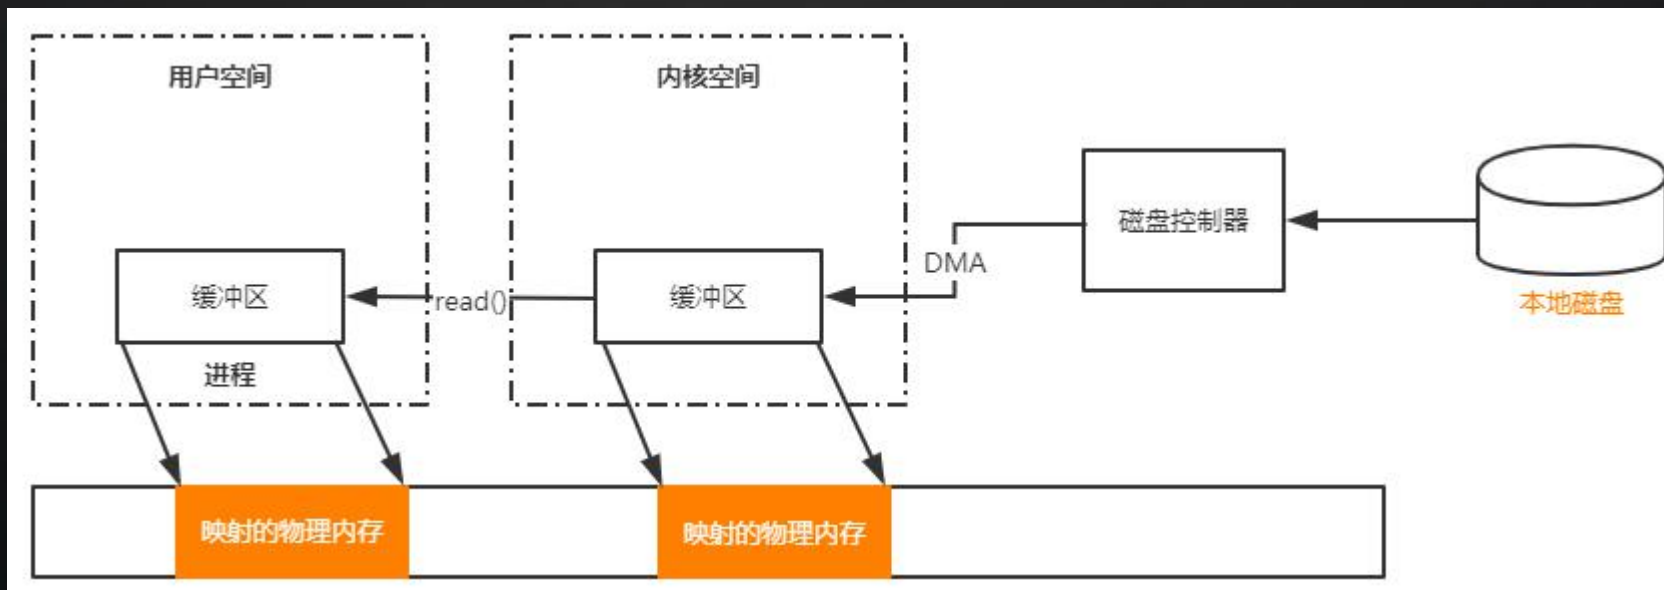 用户空间
内核空间
磁盘控制器
DMA
缓冲区
read()
缓冲区
本地磁盘
进程
映射的物理内存
映射的物理内存